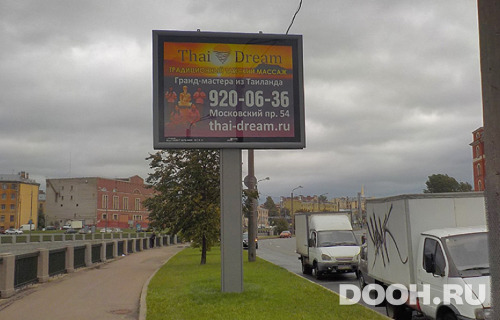 Thai Dream
ТРАДИЦИОННЫЙ ТАЙСКИЙ МАССАЖ
Гранд-мастера из Таиланда
920-06-36
Московский пр. 54
thai-dream.ru
DOOH.RU